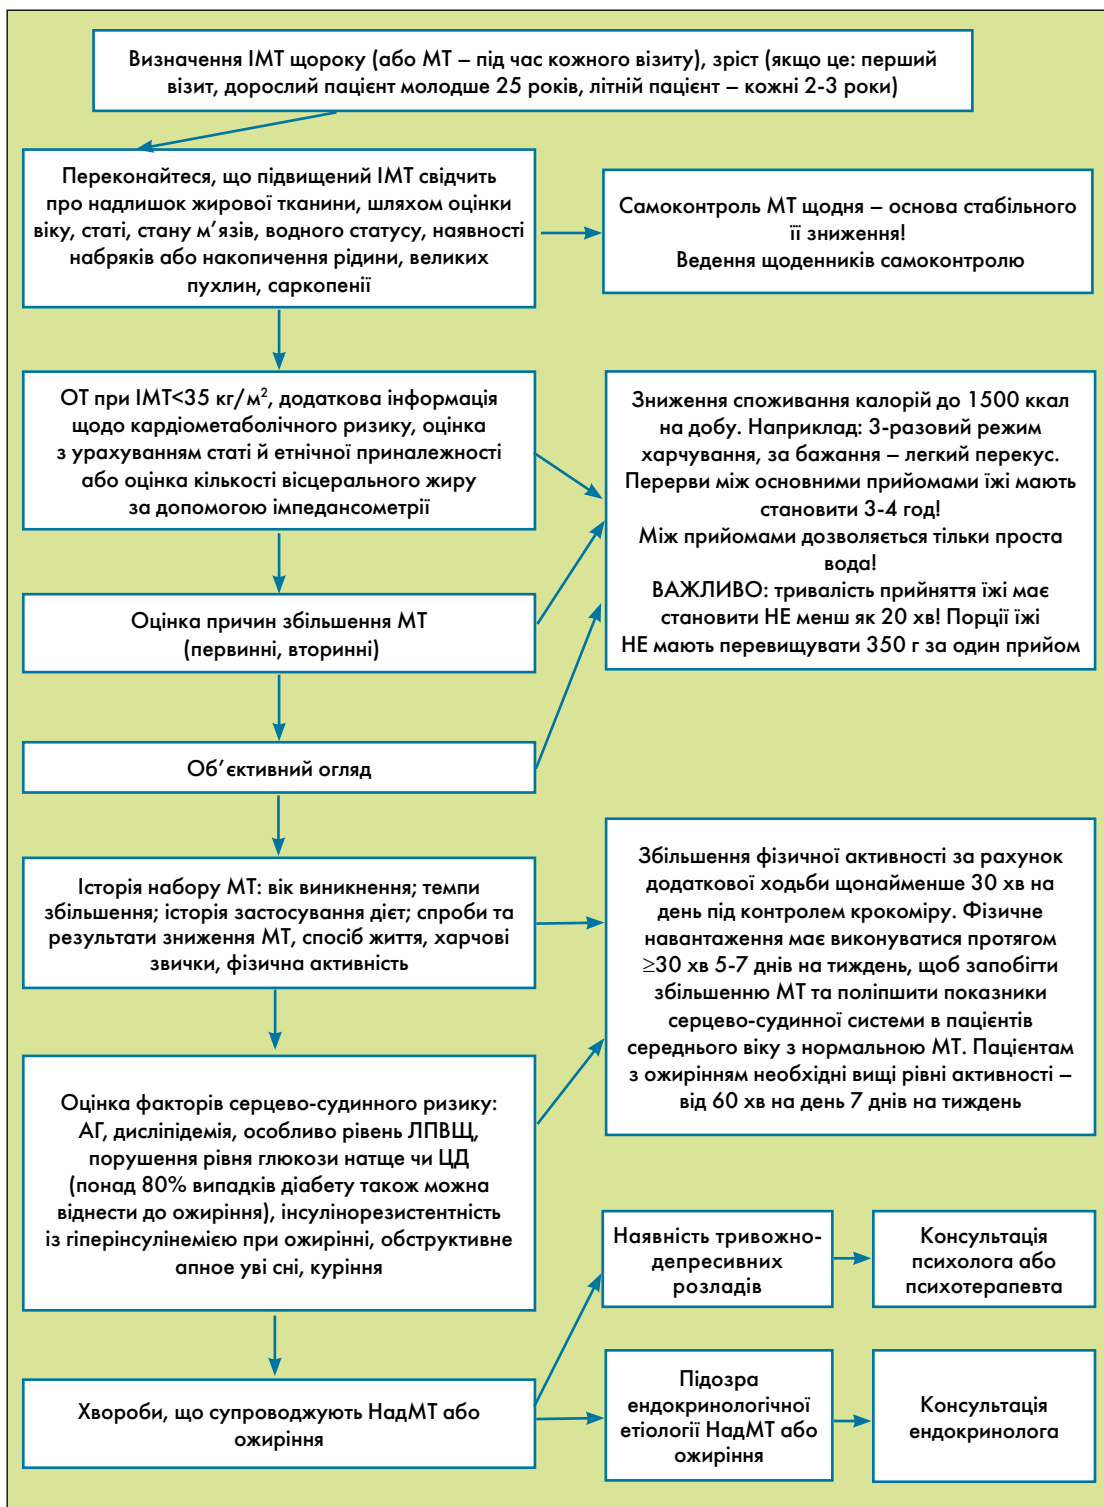 Визначення ІМТ щороку (або МТ – під час кожного візиту), зріст (якщо це: перший
візит, дорослий пацієнт молодше 25 років, літній пацієнт – кожні 2-3 роки)
Переконайтеся, що підвищений ІМТ свідчить
про надлишок жирової тканини, шляхом оцінки
віку, статі, стану м’язів, водного статусу, наявності
набряків або накопичення рідини, великих
пухлин, саркопенії
Самоконтроль МТ щодня – основа стабільного
її зниження!
Ведення щоденників самоконтролю
ОТ при ІМТ<35 кг/м², додаткова інформація
щодо кардіометаболічного ризику, оцінка
з урахуванням статі й етнічної приналежності
або оцінка кількості вісцерального жиру
за допомогою імпедансометрії
Зниження споживання калорій до 1500 ккал
на добу. Наприклад: 3-разовий режим
харчування, за бажання – легкий перекус.
Перерви між основними прийомами їжі мають
становити 3-4 год!
Між прийомами дозволяється тільки проста
вода!
ВАЖЛИВО: тривалість прийняття їжі має
становити НЕ менш як 20 хв! Порції їжі
НЕ мають перевищувати 350 г за один прийом
Оцінка причин збільшення МТ
(первинні, вторинні)
Об’єктивний огляд
Історія набору МТ: вік виникнення; темпи
збільшення; історія застосування дієт; спроби та
результати зниження МТ, спосіб життя, харчові
звички, фізична активність
Збільшення фізичної активності за рахунок
додаткової ходьби щонайменше 30 хв на
день під контролем крокоміру. Фізичне
навантаження має виконуватися протягом
≥30 хв 5-7 днів на тиждень, щоб запобігти
збільшенню МТ та поліпшити показники
серцево-судинної системи в пацієнтів
середнього віку з нормальною МТ. Пацієнтам
з ожирінням необхідні вищі рівні активності –
від 60 хв на день 7 днів на тиждень
Оцінка факторів серцево-судинного ризику:
АГ, дисліпідемія, особливо рівень ЛПВЩ,
порушення рівня глюкози натще чи ЦД
(понад 80% випадків діабету також можна
віднести до ожиріння), інсулінорезистентність
із гіперінсулінемією при ожирінні, обструктивне
апное уві сні, куріння
Наявність тривожно-
депресивних
розладів
Консультація
психолога або
психотерапевта
Хвороби, що супроводжують НадМТ або
ожиріння
Підозра
ендокринологічної
етіології НадМТ або
ожиріння
Консультація
ендокринолога